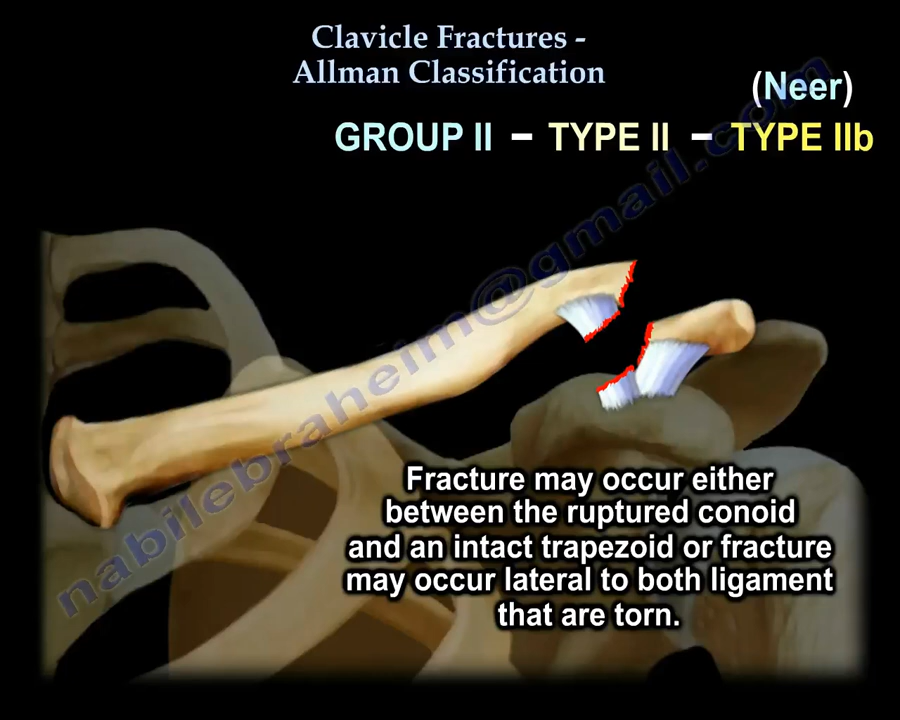 Clavicle Fractures -
Allman Classification
(Neer)
GROUP II - TYPE II - TYPE IIb
nabilebraheim@gmail.com
Fracture may occur either
between the ruptured conoid
and an intact trapezoid or fracture
may occur lateral to both ligament
that are torn.